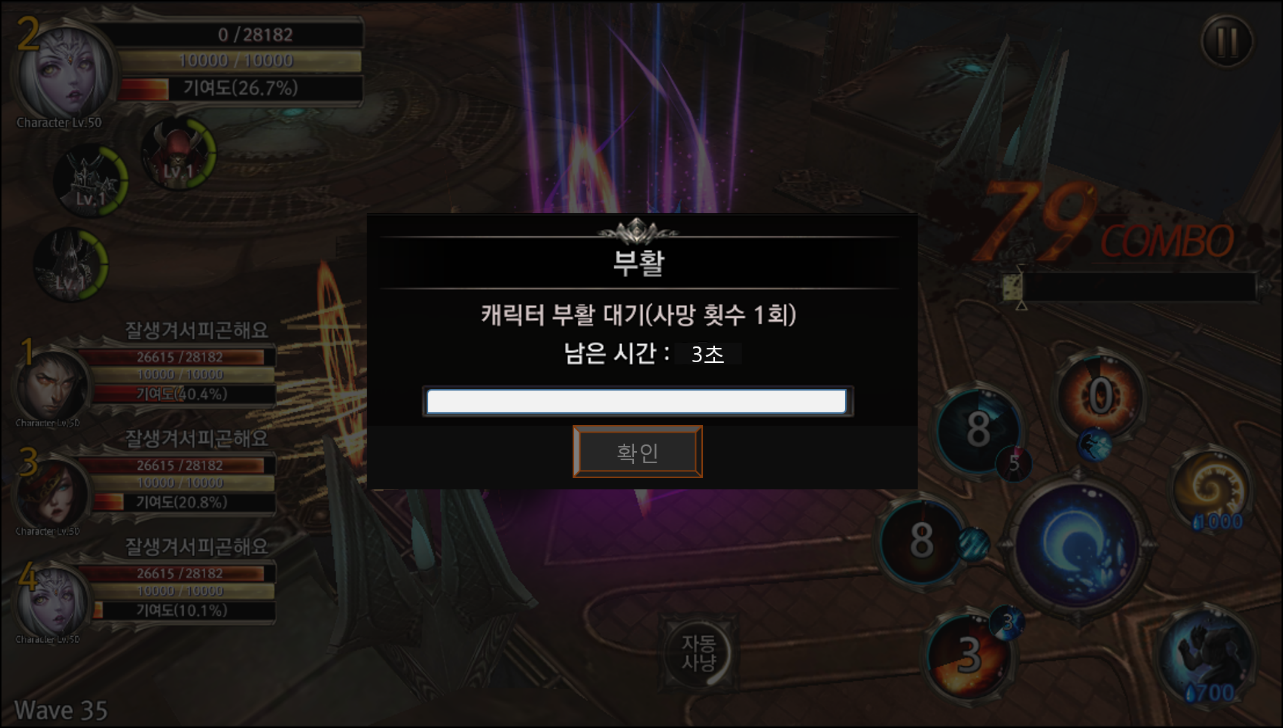 2
0 / 28182
10000 / 10000
기여도(26.7%)
Character Lv.50
Lv.1
Lv.1
Lv.1
79 COMBO
부활
캐릭터 부활 대기(사망 횟수 1회)
남은 시간 : 3초
확인
잘생겨서피곤해요
1
26615 / 28182
10000 / 10000
기여도(40.4%)
Character Lv.50
잘생겨서피곤해요
3
26615 / 28182
10000 / 10000
기여도(20.8%)
Character Lv.50
잘생겨서피곤해요
4
26615 / 28182
10000 / 10000
기여도(10.1%)
Character Lv.50
0
8
5
1000
8
자동
사냥
3
3
700
Wave 35